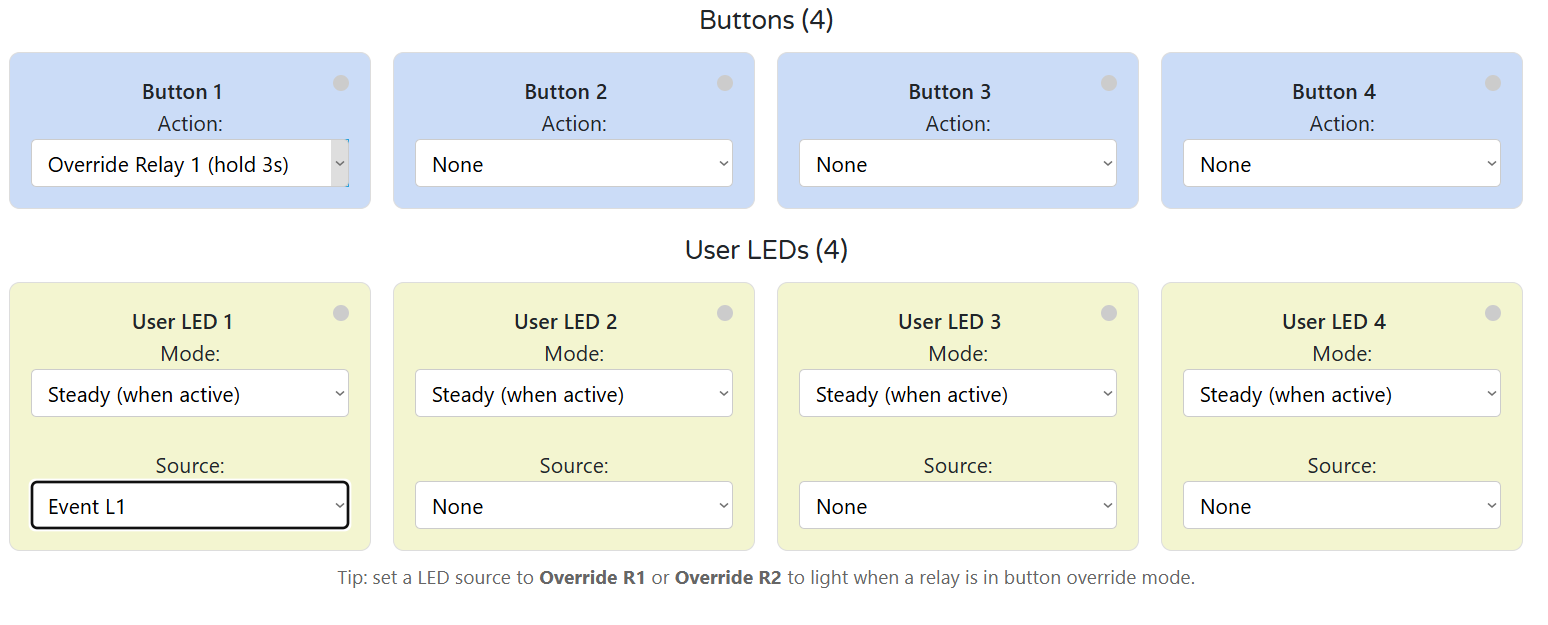 Buttons (4)
Button 1 Button 2 Button 3 Button 4
Action: Action: Action: Action:
Override Relay 1 (hold 3s) None None None
User LEDs (4)
User LED 1 User LED 2 User LED 3 User LED 4
Mode: Mode: Mode: Mode:
Steady (when active) Steady (when active) Steady (when active) Steady (when active)
Source: Source: Source: Source:
Event L1 None None None
Tip: set a LED source to Override R1 or Override R2 to light when a relay is in button override mode.